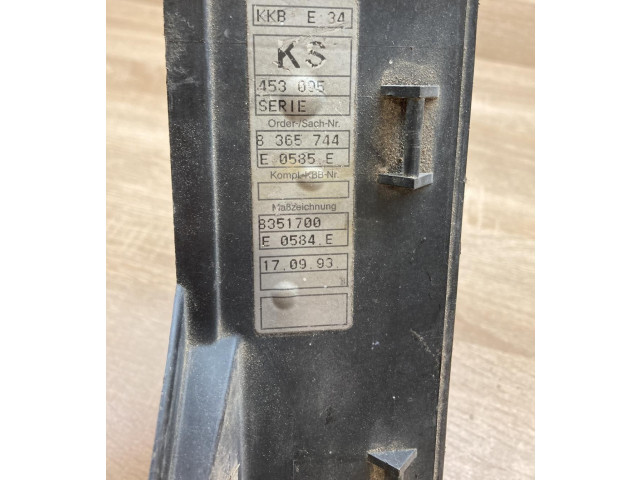 KKB E 34
KS
453 095
SERIE
Order-/Sach-Nr.
8 365 744
E 0585 E
Kompl.-KBB-Nr
Maßzeichnung
8351700
E 0584 E
17.09.93.